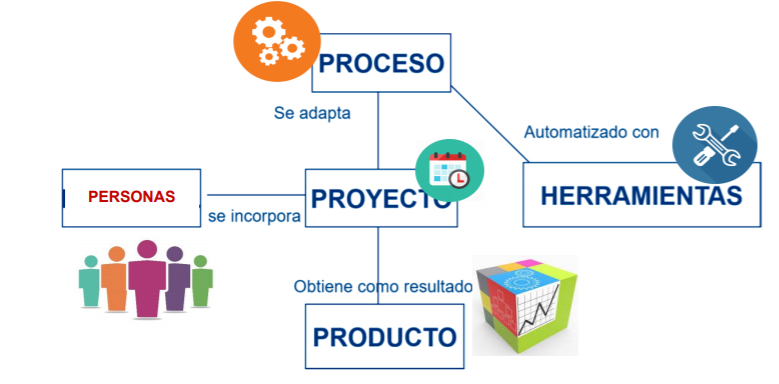 PROCESO
Se adapta
Automatizado con
PERSONAS
se incorpora
PROYECTO
HERRAMIENTAS
Obtiene como resultado
PRODUCTO